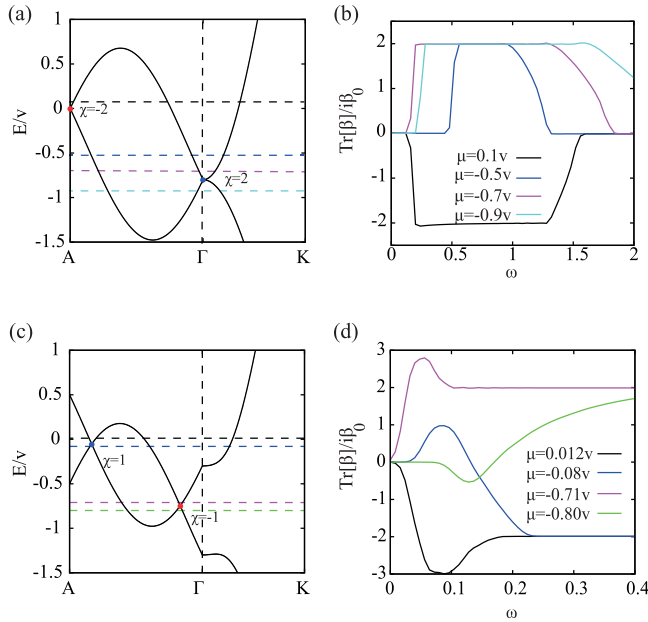 (a)
1
0.5
0
-0.5
-1
-1.5
E/v
χ=-2
χ=2
A
Γ
K
(b)
2
1
0
-1
-2
Tr[β]/iβ0
μ=0.1v
μ=-0.5v
μ=-0.7v
μ=-0.9v
0
0.5
1
1.5
2
ω
(c)
1
0.5
0
-0.5
-1
-1.5
E/v
χ=1
χ=-1
A
Γ
K
(d)
3
2
1
0
-1
-2
-3
Tr[β]/iβ0
μ=0.012v
μ=-0.08v
μ=-0.71v
μ=-0.80v
0
0.1
0.2
0.3
0.4
ω